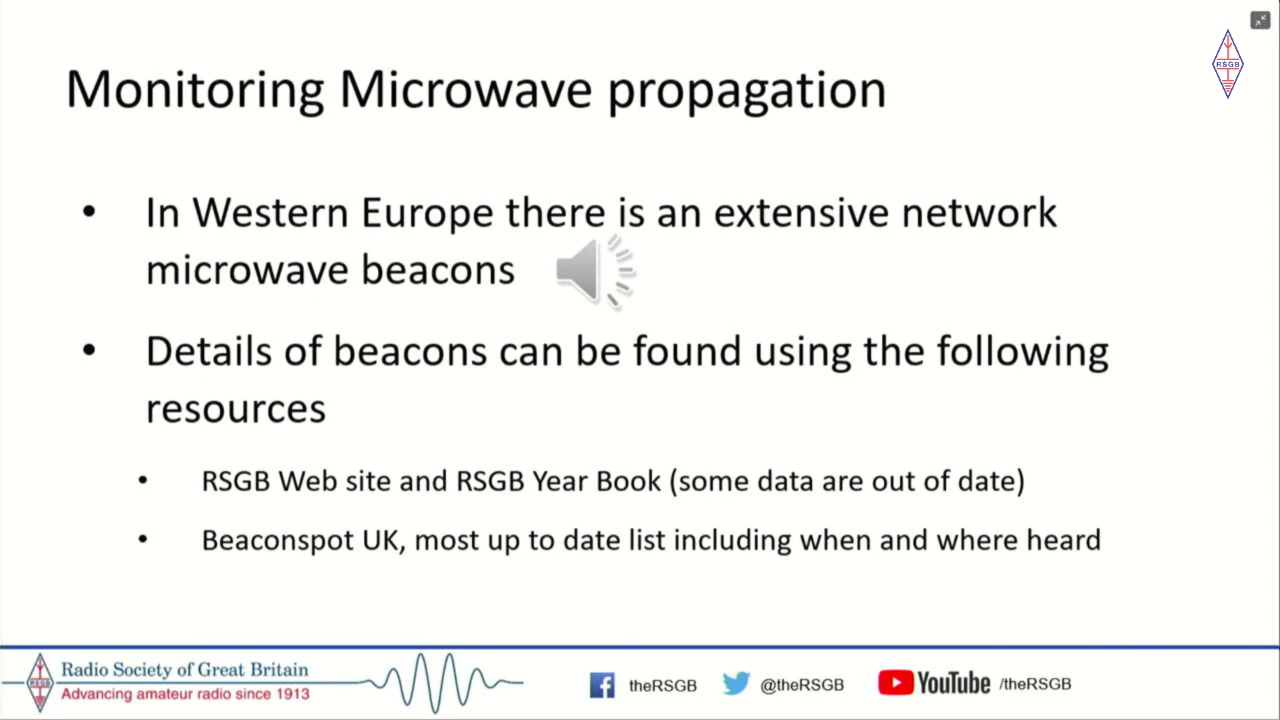 RSGB
Monitoring Microwave propagation
• In Western Europe there is an extensive network
microwave beacons
• Details of beacons can be found using the following
resources
• RSGB Web site and RSGB Year Book (some data are out of date)
• Beaconspot UK, most up to date list including when and where heard
RSGB
Radio Society of Great Britain
Advancing amateur radio since 1913
theRSGB
@theRSGB
YouTube /theRSGB